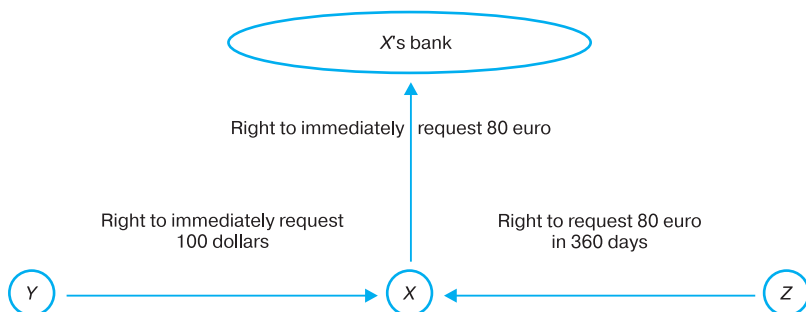 X's bank
Right to immediately request 80 euro
Right to immediately request
100 dollars
Right to request 80 euro
in 360 days
Y
X
Z